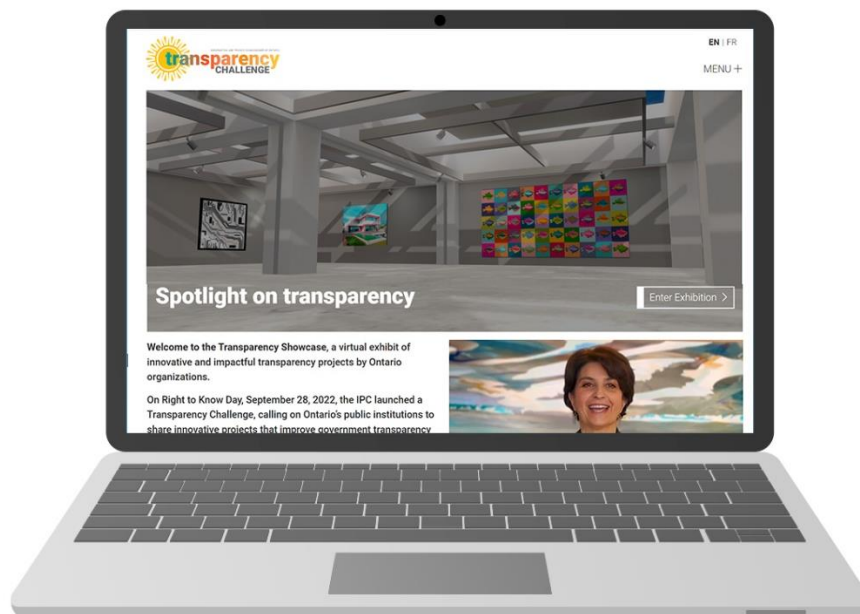 EN | FR
transparency
CHALLENGE
MENU +
Spotlight on transparency
Enter Exhibition >
Welcome to the Transparency Showcase, a virtual exhibit of
innovative and impactful transparency projects by Ontario
organizations.
On Right to Know Day, September 28, 2022, the IPC launched a
Transparency Challenge, calling on Ontario's public institutions to
share innovative projects that improve government transparency